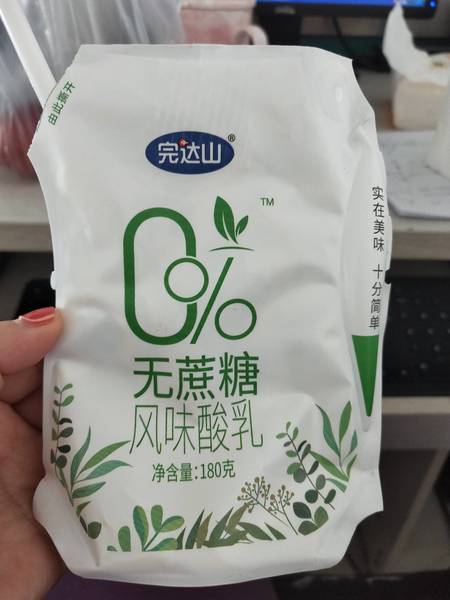 由此撕开
完达山®
TM
0%
实在美味 十分简单
无蔗糖
风味酸乳
净含量:180克